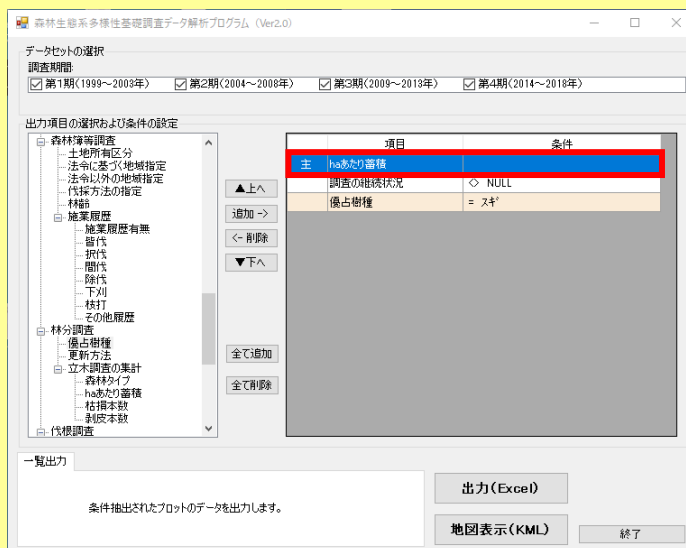 森林生態系多様性基礎調査データ解析プログラム (Ver2.0)
データセットの選択
調査期間:
第1期(1999～2003年) 第2期(2004～2008年) 第3期(2009～2013年) 第4期(2014～2018年)
出力項目の選択および条件の設定
森林簿等調査
土地所有区分
法令に基づく地域指定
法令以外の地域指定
伐採方法の指定
林齢
施業履歴
施業履歴有無
皆伐
択伐
間伐
除伐
下刈
枝打
その他履歴
林分調査
優占樹種
更新方法
立木調査の集計
森林タイプ
haあたり蓄積
枯損本数
剥皮本数
伐根調査
▲上へ
追加 ->
<- 削除
▼下へ
全て追加
全て削除
項目 条件
主 haあたり蓄積
調査の継続状況 <> NULL
優占樹種 = スギ
一覧出力
条件抽出されたプロットのデータを出力します。
出力(Excel)
地図表示(KML)
終了